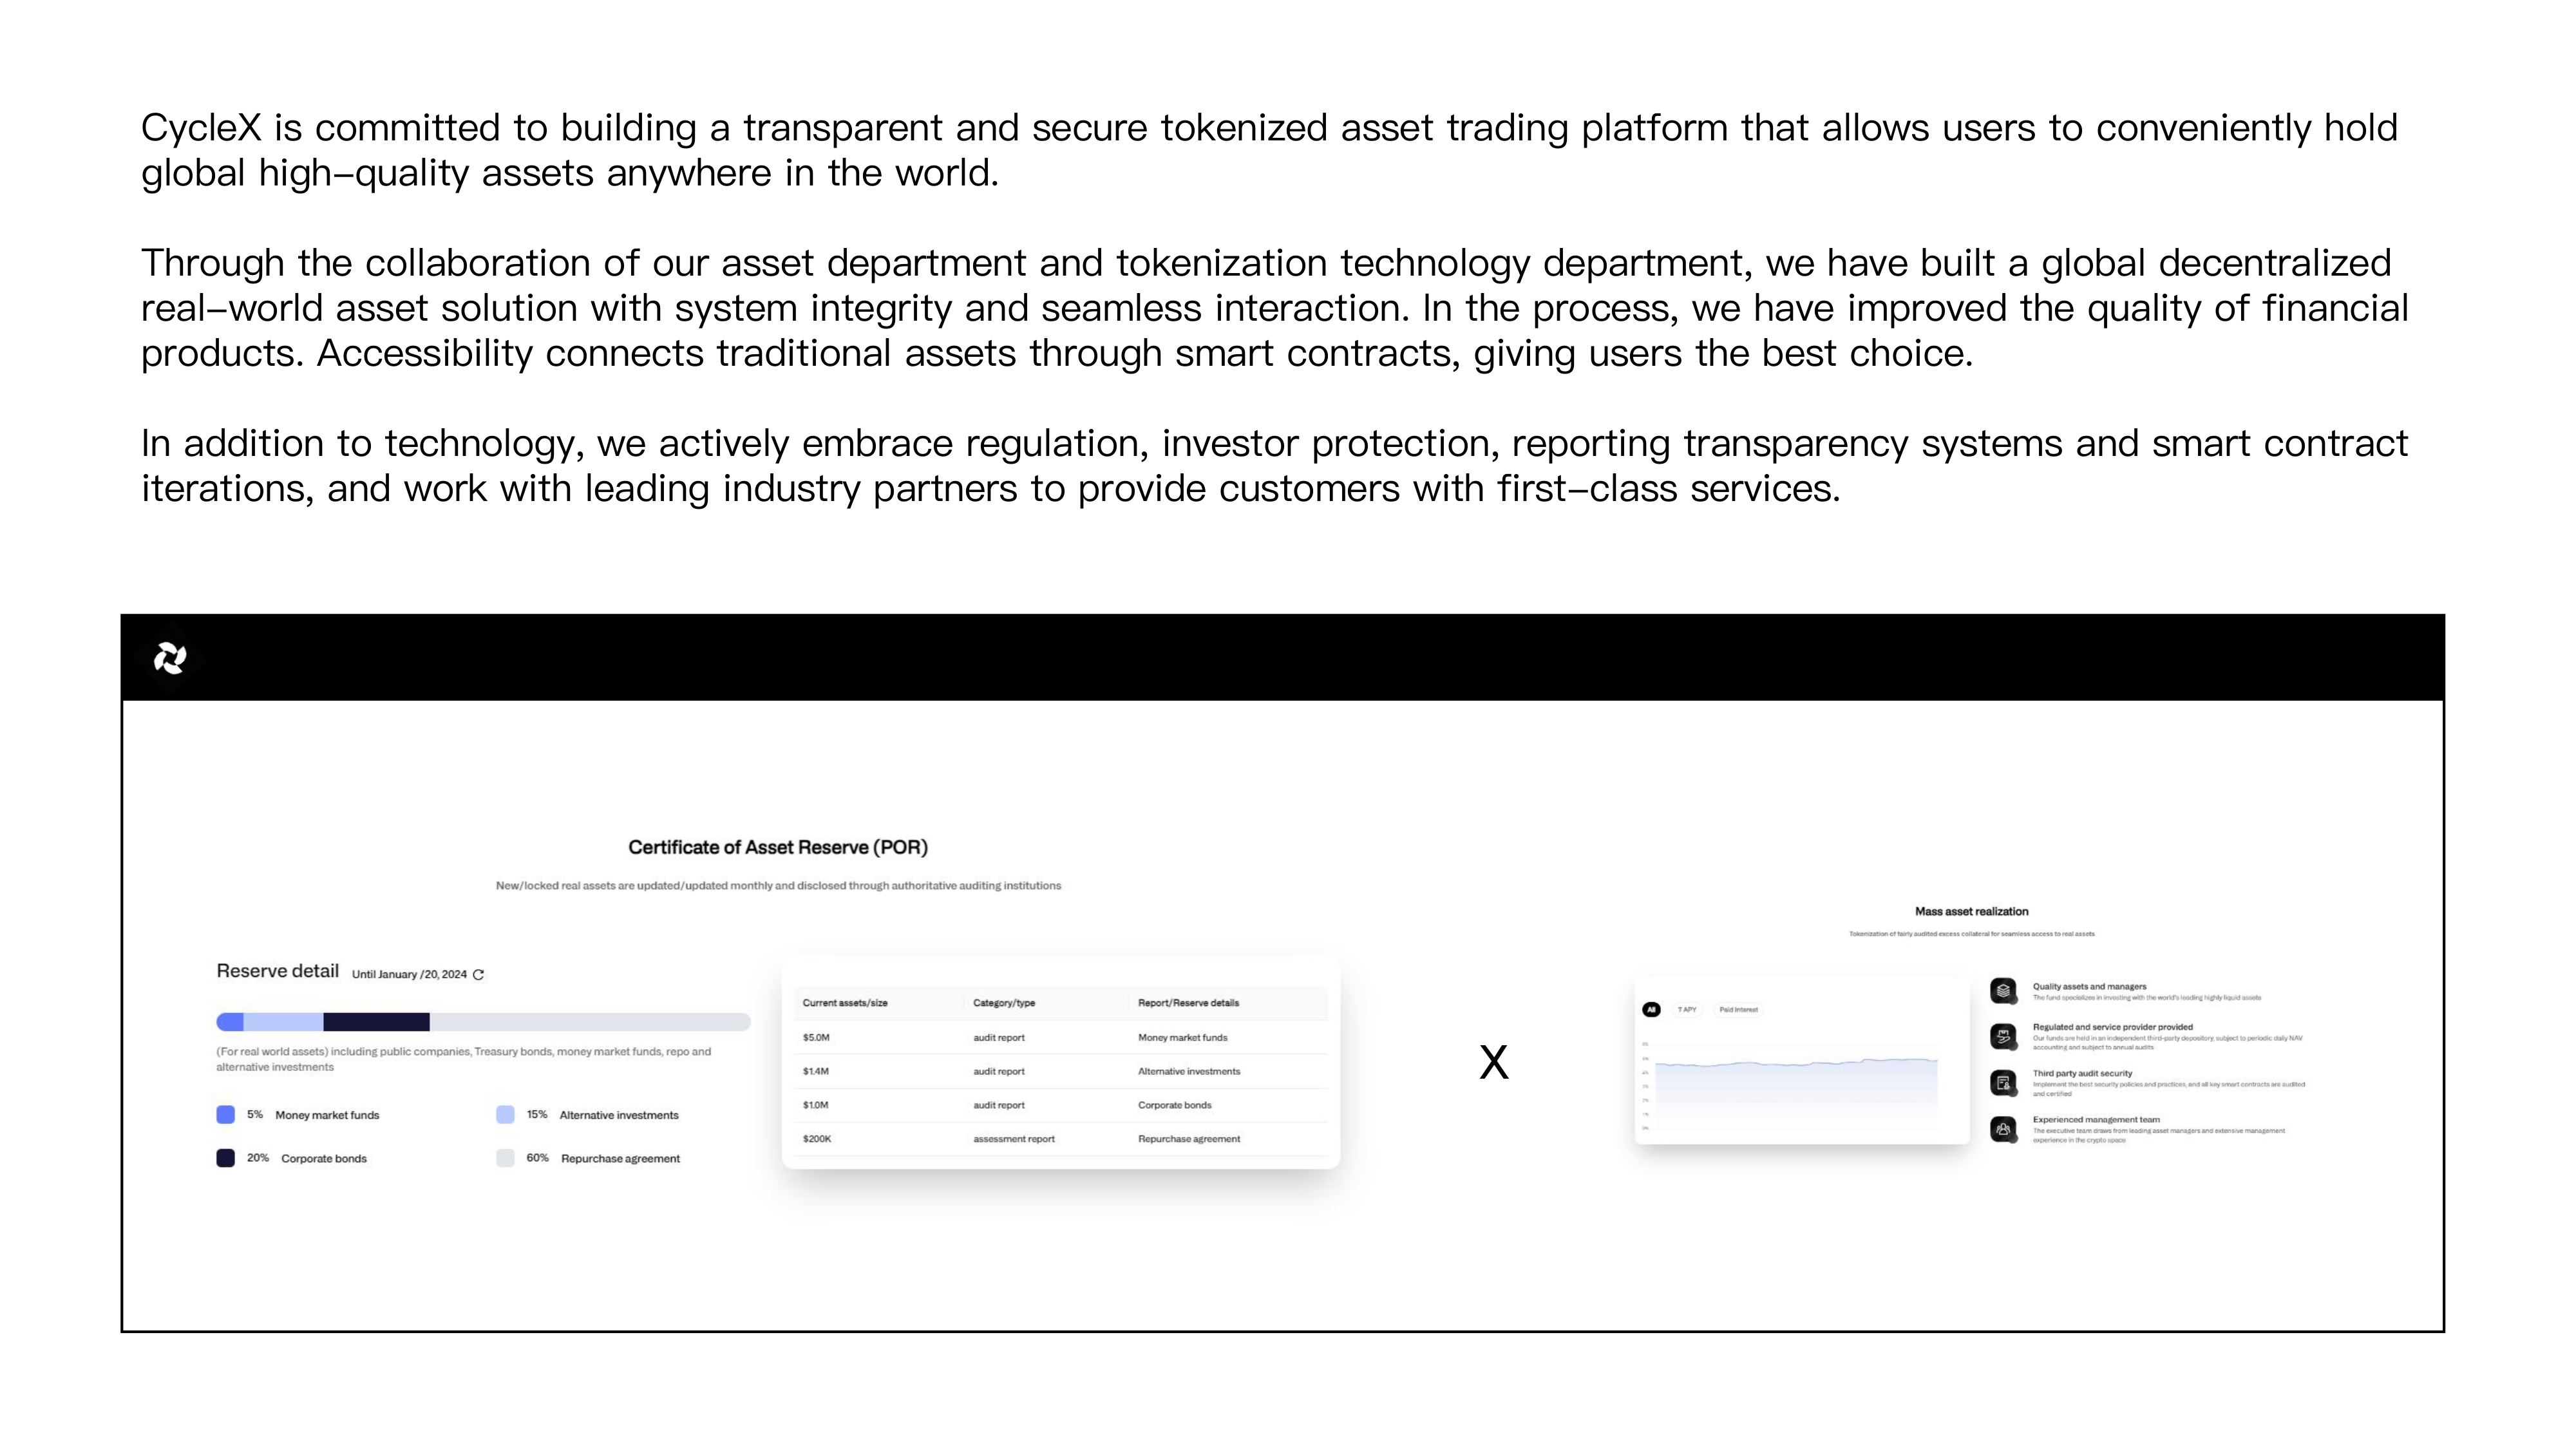 CycleX is committed to building a transparent and secure tokenized asset trading platform that allows users to conveniently hold
global high-quality assets anywhere in the world.
Through the collaboration of our asset department and tokenization technology department, we have built a global decentralized
real-world asset solution with system integrity and seamless interaction. In the process, we have improved the quality of financial
products. Accessibility connects traditional assets through smart contracts, giving users the best choice.
In addition to technology, we actively embrace regulation, investor protection, reporting transparency systems and smart contract
iterations, and work with leading industry partners to provide customers with first-class services.
Certificate of Asset Reserve (POR)
New/locked real assets are updated/updated monthly and disclosed through authoritative auditing institutions
Reserve detail Until January /20, 2024
(For real world assets) including public companies, Treasury bonds, money market funds, repo and
alternative investments
5% Money market funds
15% Alternative investments
20% Corporate bonds
60% Repurchase agreement
Current assets/size Category/type Report/Reserve details
$5.0M audit report Money market funds
$1.4M audit report Alternative investments
$1.0M audit report Corporate bonds
$200K assessment report Repurchase agreement
X
Mass asset realization
Tokenization of fairly audited excess collateral for seamless access to real assets
All T APY Paid Interest
Quality assets and managers
The fund specializes in investing with the world's leading highly liquid assets
Regulated and service provider provided
Our funds are held in an independent third-party depository, subject to periodic daily NAV
accounting and subject to annual audits
Third party audit security
Implement the best security policies and practices, and all key smart contracts are audited
and certified
Experienced management team
The executive team draws from leading asset managers and extensive management
experience in the crypto space